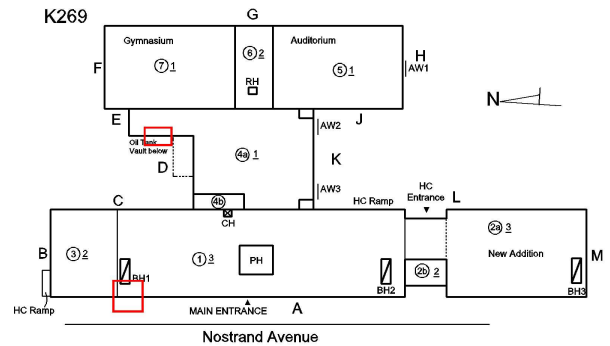 K269
G
Gymnasium
6 2
Auditorium
F
7 1
RH
5 1
H
AW1
N
E
AW2
J
Oil Tank
Vault below
4a 1
D
K
AW3
C
4b
HC Ramp
HC
Entrance
L
CH
2a 3
B
3 2
1 3
PH
New Addition
M
BH1
2b 2
BH2
BH3
HC Ramp
MAIN ENTRANCE
A
Nostrand Avenue